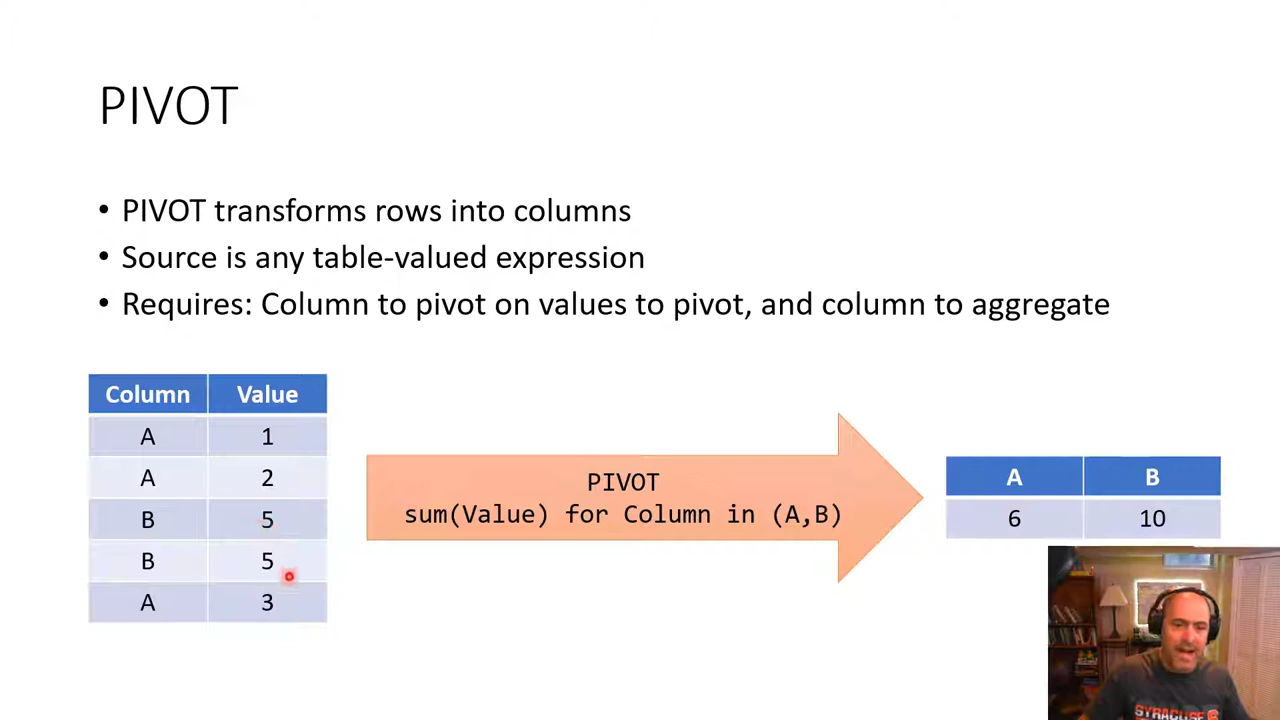 PIVOT
• PIVOT transforms rows into columns
• Source is any table-valued expression
• Requires: Column to pivot on values to pivot, and column to aggregate
Column Value
A 1
A 2
B 5
B 5
A 3
PIVOT
sum(Value) for Column in (A,B)
A B
6 10
SYRACUSE